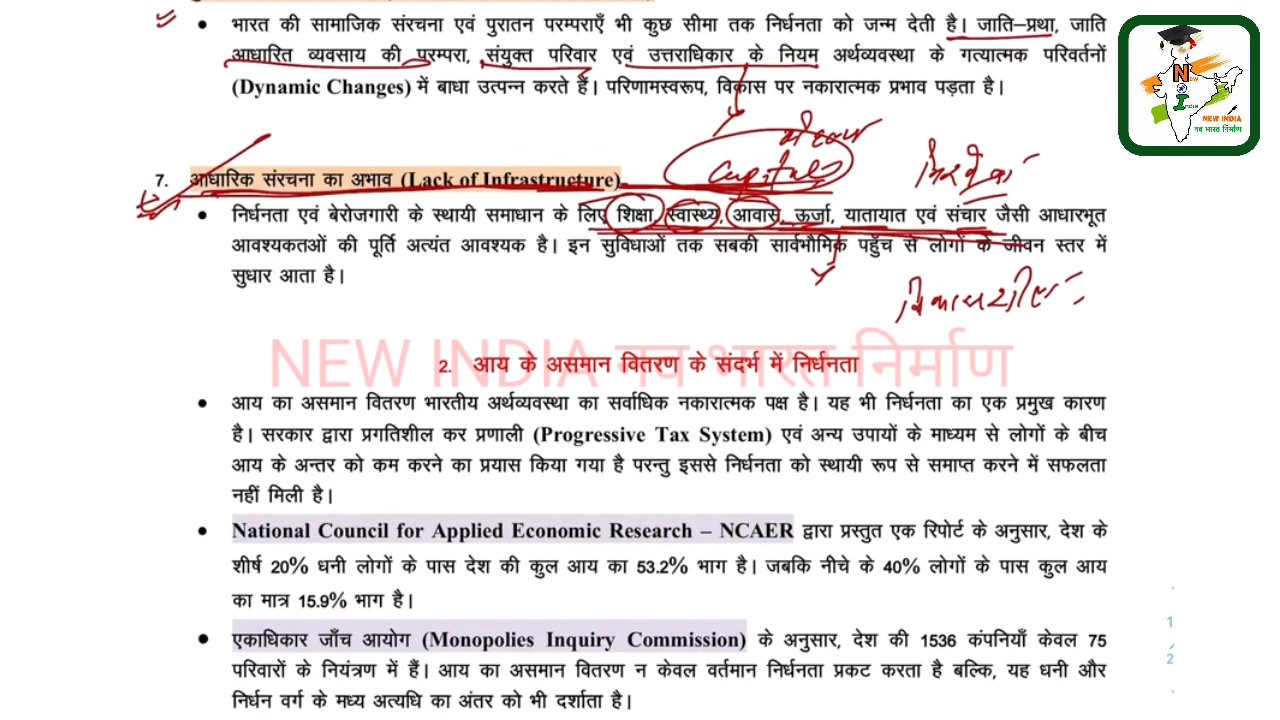 भारत की सामाजिक संरचना एवं पुरातन परम्पराएँ भी कुछ सीमा तक निर्धनता को जन्म देती है। जाति–प्रथा, जाति
आधारित व्यवसाय की परम्परा, संयुक्त परिवार एवं उत्तराधिकार के नियम अर्थव्यवस्था के गत्यात्मक परिवर्तनों
(Dynamic Changes) में बाधा उत्पन्न करते हैं। परिणामस्वरूप, विकास पर नकारात्मक प्रभाव पड़ता है।
New
India
NEW INDIA
नव भारत निर्माण
Capital
7. आधारिक संरचना का अभाव (Lack of Infrastructure)
निर्धनता एवं बेरोजगारी के स्थायी समाधान के लिए शिक्षा, स्वास्थ्य, आवास, ऊर्जा, यातायात एवं संचार जैसी आधारभूत
आवश्यकतओं की पूर्ति अत्यंत आवश्यक है। इन सुविधाओं तक सबकी सार्वभौमिक पहुँच से लोगों के जीवन स्तर में
सुधार आता है।
NEW INDIA नव भारत निर्माण
2. आय के असमान वितरण के संदर्भ में निर्धनता
आय का असमान वितरण भारतीय अर्थव्यवस्था का सर्वाधिक नकारात्मक पक्ष है। यह भी निर्धनता का एक प्रमुख कारण
है। सरकार द्वारा प्रगतिशील कर प्रणाली (Progressive Tax System) एवं अन्य उपायों के माध्यम से लोगों के बीच
आय के अन्तर को कम करने का प्रयास किया गया है परन्तु इससे निर्धनता को स्थायी रूप से समाप्त करने में सफलता
नहीं मिली है।
National Council for Applied Economic Research – NCAER द्वारा प्रस्तुत एक रिपोर्ट के अनुसार, देश के
शीर्ष 20% धनी लोगों के पास देश की कुल आय का 53.2% भाग है। जबकि नीचे के 40% लोगों के पास कुल आय
का मात्र 15.9% भाग है।
एकाधिकार जाँच आयोग (Monopolies Inquiry Commission) के अनुसार, देश की 1536 कंपनियाँ केवल 75
परिवारों के नियंत्रण में हैं। आय का असमान वितरण न केवल वर्तमान निर्धनता प्रकट करता है बल्कि, यह धनी और
निर्धन वर्ग के मध्य अत्यधि का अंतर को भी दर्शाता है।
1
2